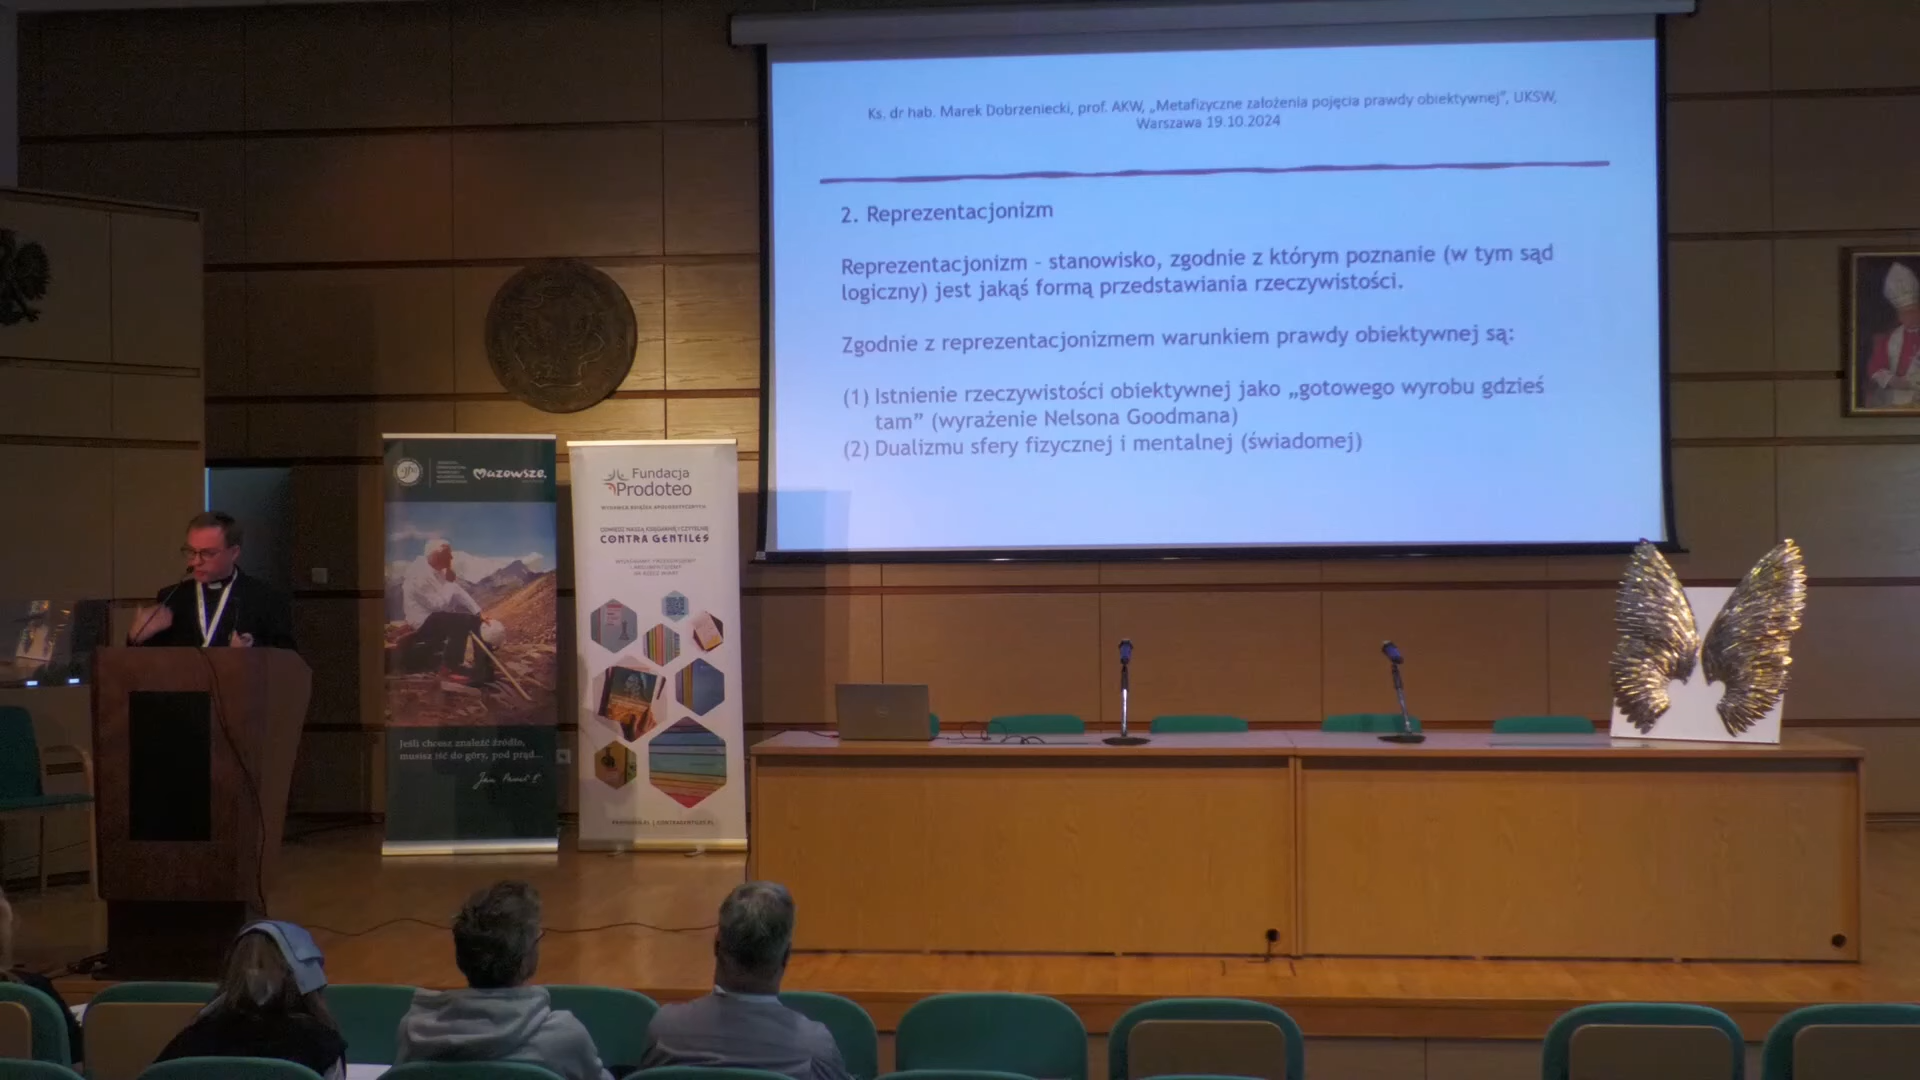 Ks. dr hab. Marek Dobrzeniecki, prof. AKW, „Metafizyczne założenia pojęcia prawdy obiektywnej”, UKSW,
Warszawa 19.10.2024
2. Reprezentacjonizm
Reprezentacjonizm - stanowisko, zgodnie z którym poznanie (w tym sąd
logiczny) jest jakąś formą przedstawiania rzeczywistości.
Zgodnie z reprezentacjonizmem warunkiem prawdy obiektywnej są:
(1) Istnienie rzeczywistości obiektywnej jako „gotowego wyrobu gdzieś
tam” (wyrażenie Nelsona Goodmana)
(2) Dualizmu sfery fizycznej i mentalnej (świadomej)
Mazowsze.
Jeśli chcesz znaleźć źródło,
musisz iść do góry, pod prąd...
Jan Paweł II
Fundacja
Prodoteo
CONTRA GENTILES